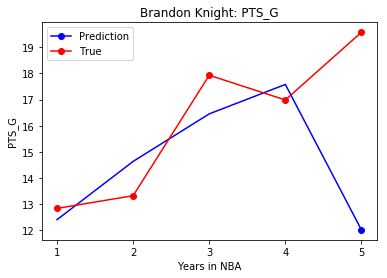 Brandon Knight: PTS_G
Prediction
True
19
18
17
16
15
14
13
12
PTS_G
1 2 3 4 5
Years in NBA